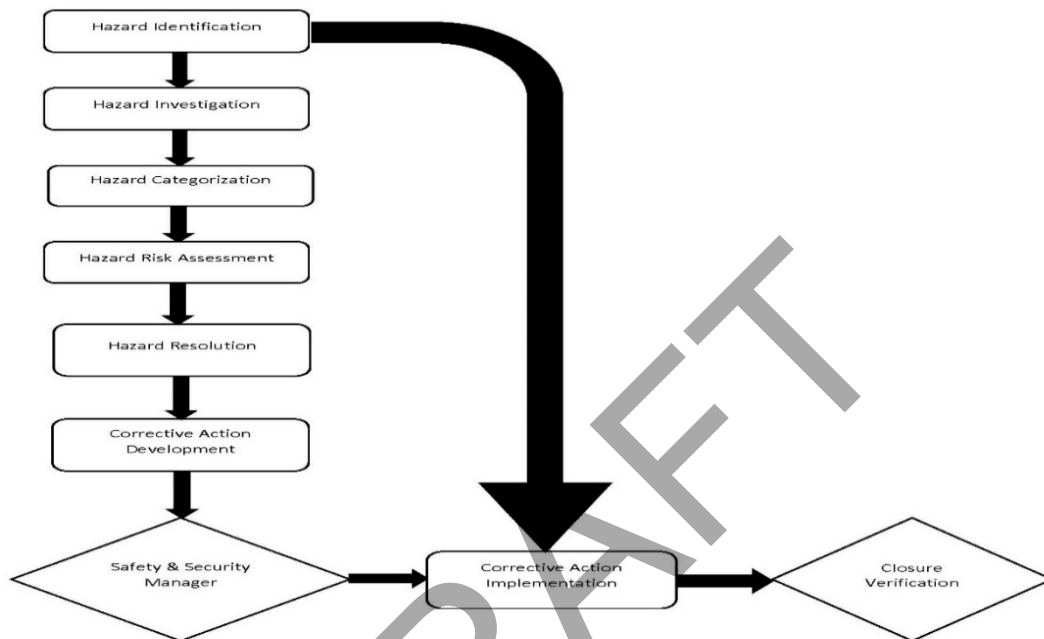 Hazard Identification
Hazard Investigation
Hazard Categorization
Hazard Risk Assessment
Hazard Resolution
Corrective Action
Development
Safety & Security
Manager
Corrective Action
Implementation
Closure
Verification
DRAFT